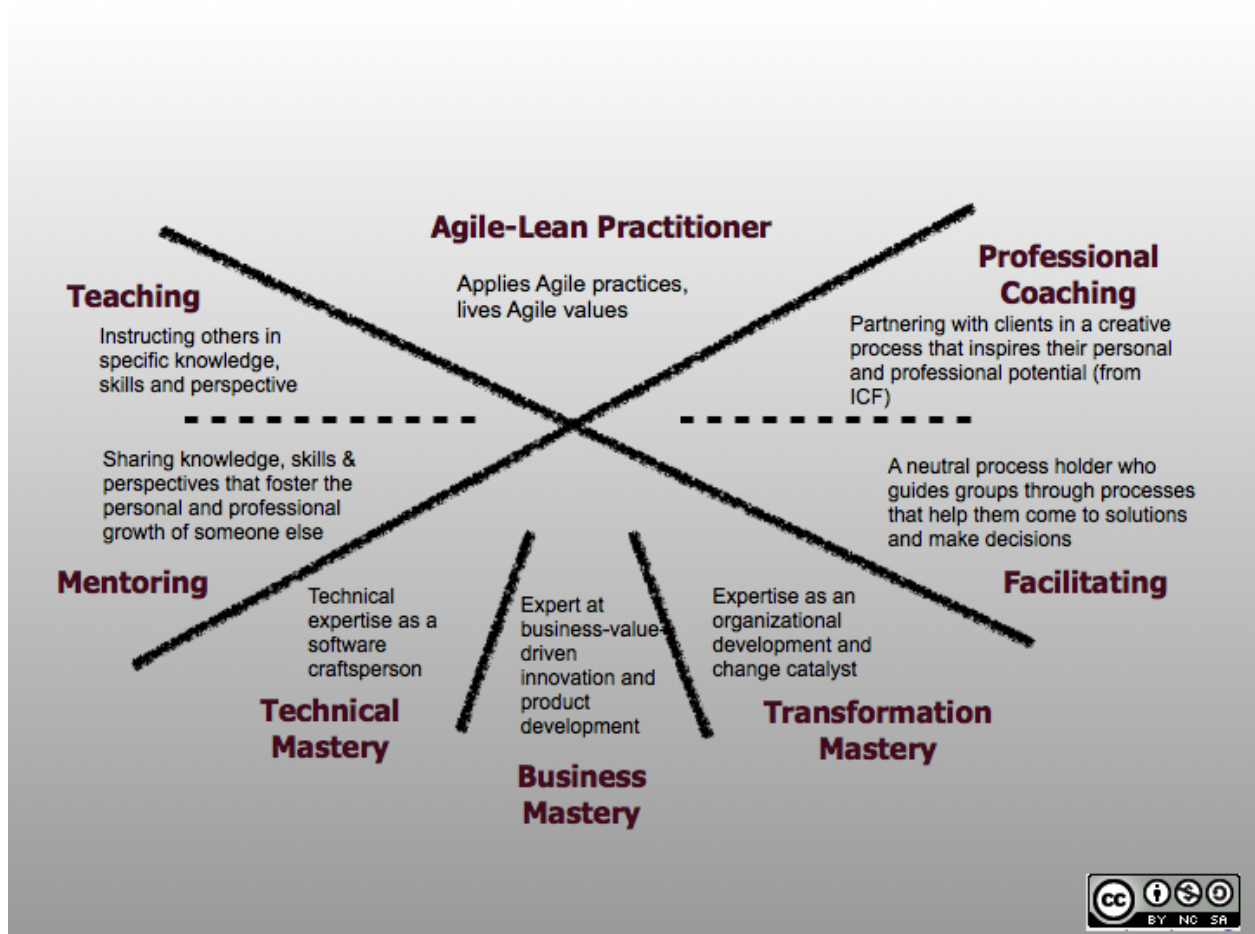 Agile-Lean Practitioner
Applies Agile practices,
lives Agile values
Teaching
Instructing others in
specific knowledge,
skills and perspective
Professional
Coaching
Partnering with clients in a creative
process that inspires their personal
and professional potential (from
ICF)
Sharing knowledge, skills &
perspectives that foster the
personal and professional
growth of someone else
Mentoring
A neutral process holder who
guides groups through processes
that help them come to solutions
and make decisions
Facilitating
Technical
expertise as a
software
craftsperson
Technical
Mastery
Expert at
business-value-
driven
innovation and
product
development
Business
Mastery
Expertise as an
organizational
development and
change catalyst
Transformation
Mastery
cc
BY NC SA